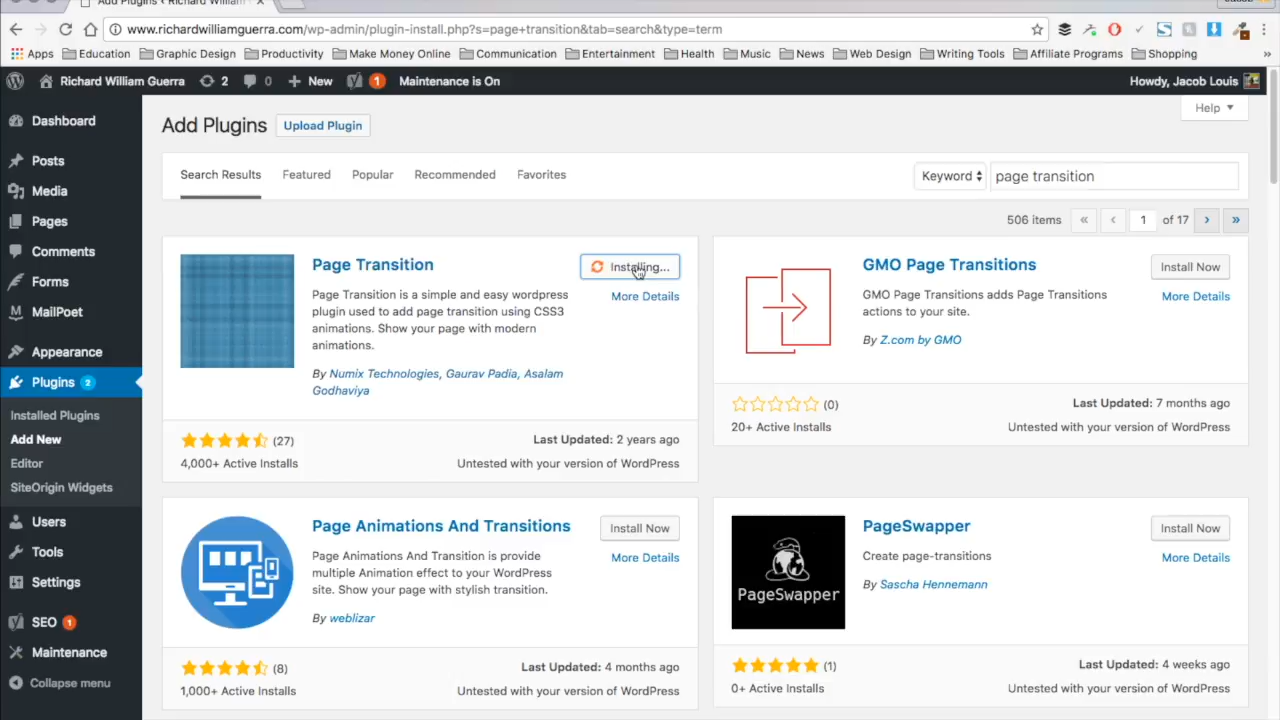 Add Plugins ‹ Richard William
www.richardwilliamguerra.com/wp-admin/plugin-install.php?s=page+transition&tab=search&type=term
Apps Education Graphic Design Productivity Make Money Online Communication Entertainment Health Music News Web Design Writing Tools Affiliate Programs Shopping »
Richard William Guerra 2 0 New 1 Maintenance is On Howdy, Jacob Louis
Help ▼
Dashboard
Posts
Media
Pages
Comments
Forms
MailPoet
Appearance
Plugins 2
Installed Plugins
Add New
Editor
SiteOrigin Widgets
Users
Tools
Settings
SEO 1
Maintenance
Collapse menu
Add Plugins Upload Plugin
Search Results Featured Popular Recommended Favorites Keyword page transition
506 items « ‹ 1 of 17 › »
Page Transition
Installing...
More Details
Page Transition is a simple and easy wordpress
plugin used to add page transition using CSS3
animations. Show your page with modern
animations.
By Numix Technologies, Gaurav Padia, Asalam
Godhaviya
(27)
4,000+ Active Installs
Last Updated: 2 years ago
Untested with your version of WordPress
GMO Page Transitions
Install Now
More Details
GMO Page Transitions adds Page Transitions
actions to your site.
By Z.com by GMO
(0)
20+ Active Installs
Last Updated: 7 months ago
Untested with your version of WordPress
Page Animations And Transitions
Install Now
More Details
Page Animations And Transition is provide
multiple Animation effect to your WordPress
site. Show your page with stylish transition.
By weblizar
(8)
1,000+ Active Installs
Last Updated: 4 months ago
Untested with your version of WordPress
PageSwapper
PageSwapper
Install Now
More Details
Create page-transitions
By Sascha Hennemann
(1)
0+ Active Installs
Last Updated: 4 weeks ago
Untested with your version of WordPress